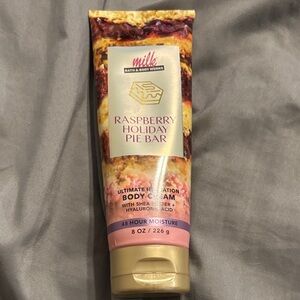 milk
BATH & BODY WORKS
RASPBERRY
HOLIDAY
PIE BAR
ULTIMATE HYDRATION
BODY CREAM
WITH SHEA BUTTER +
HYALURONIC ACID
48 HOUR MOISTURE
8 OZ / 226 g